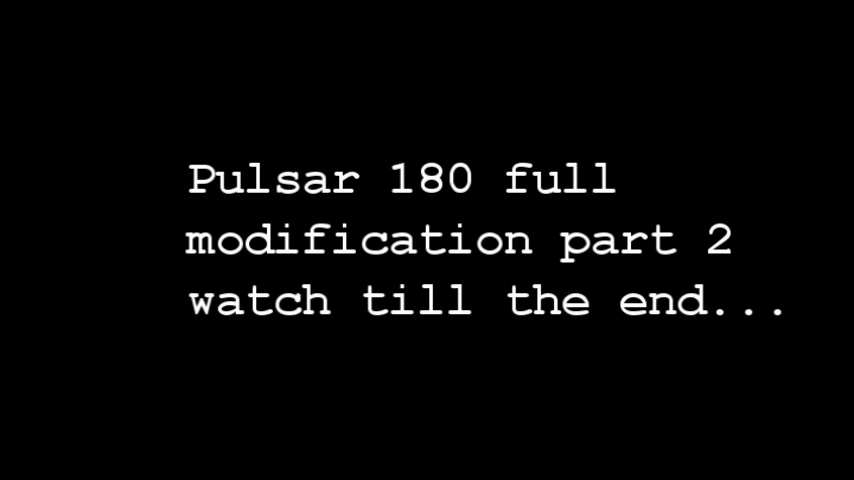 Pulsar 180 full
modification part 2
watch till the end...